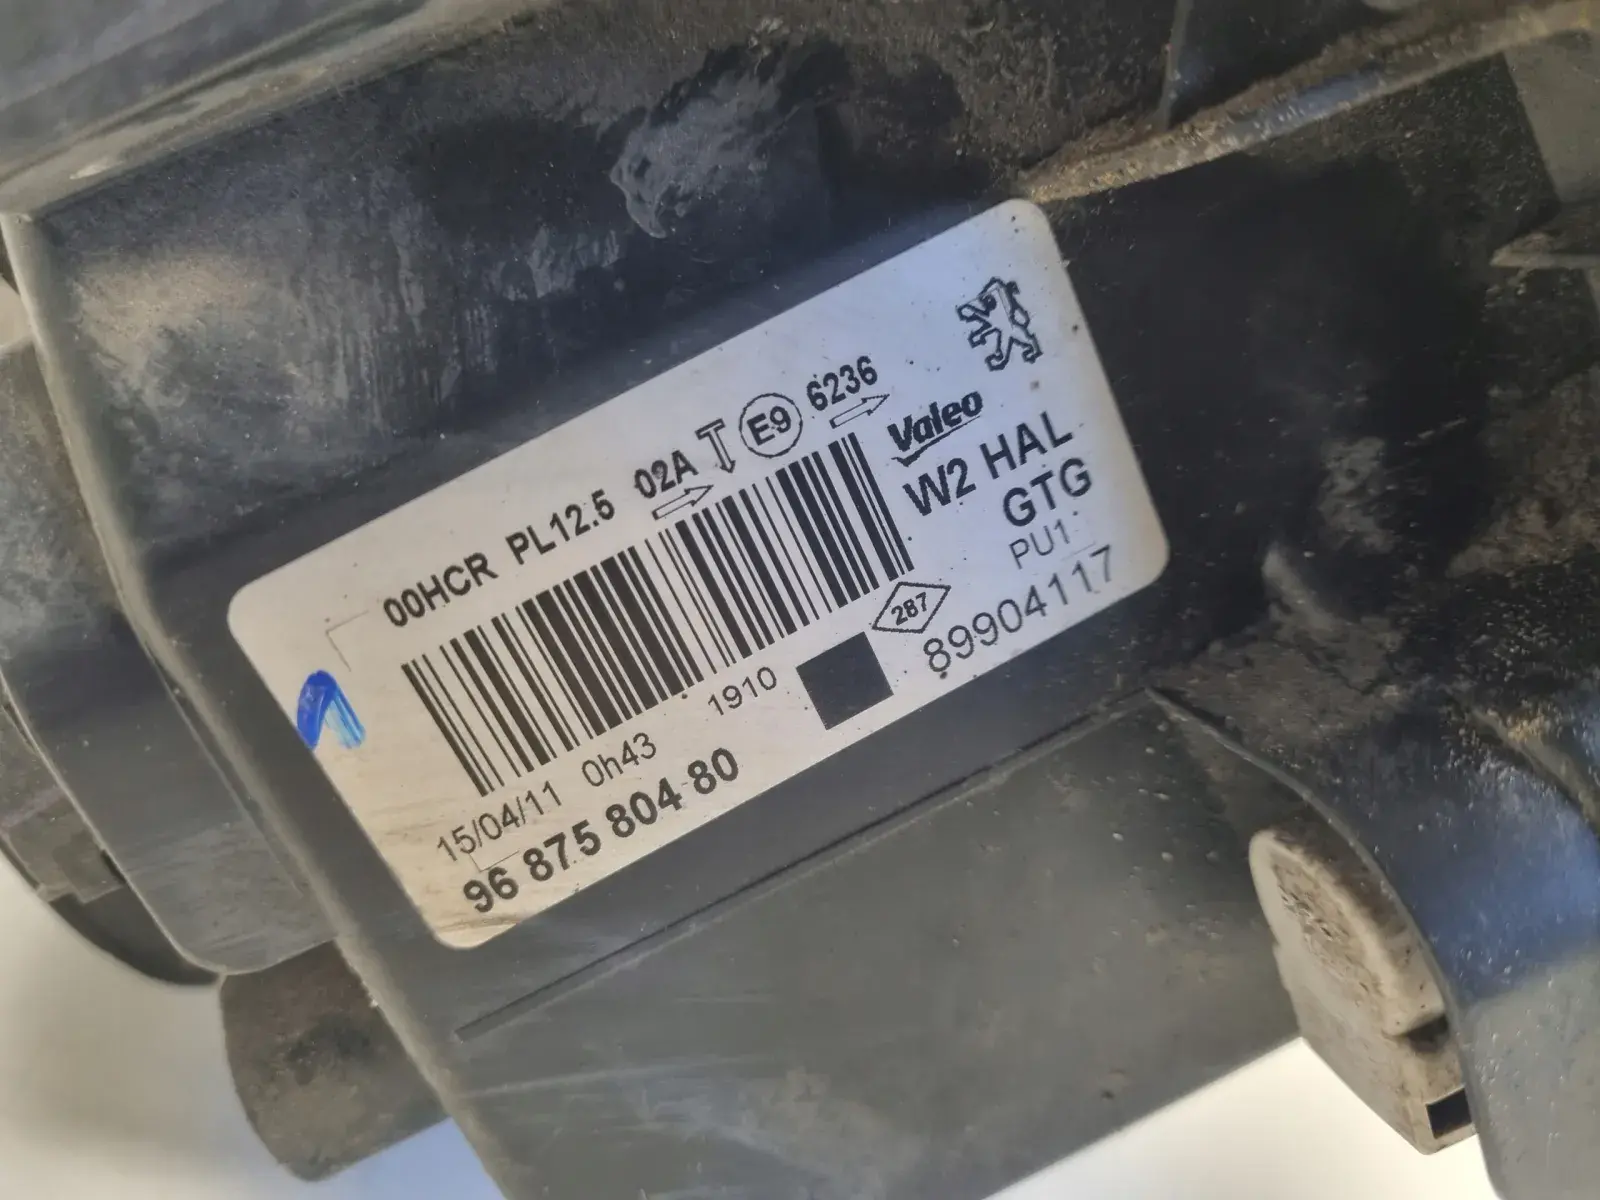 00HCR PL12.5 02A E9 6236
Valeo
W2 HAL
GTG
PU1
287
89904117
1910
15/04/11 0h43
96 875 804 80